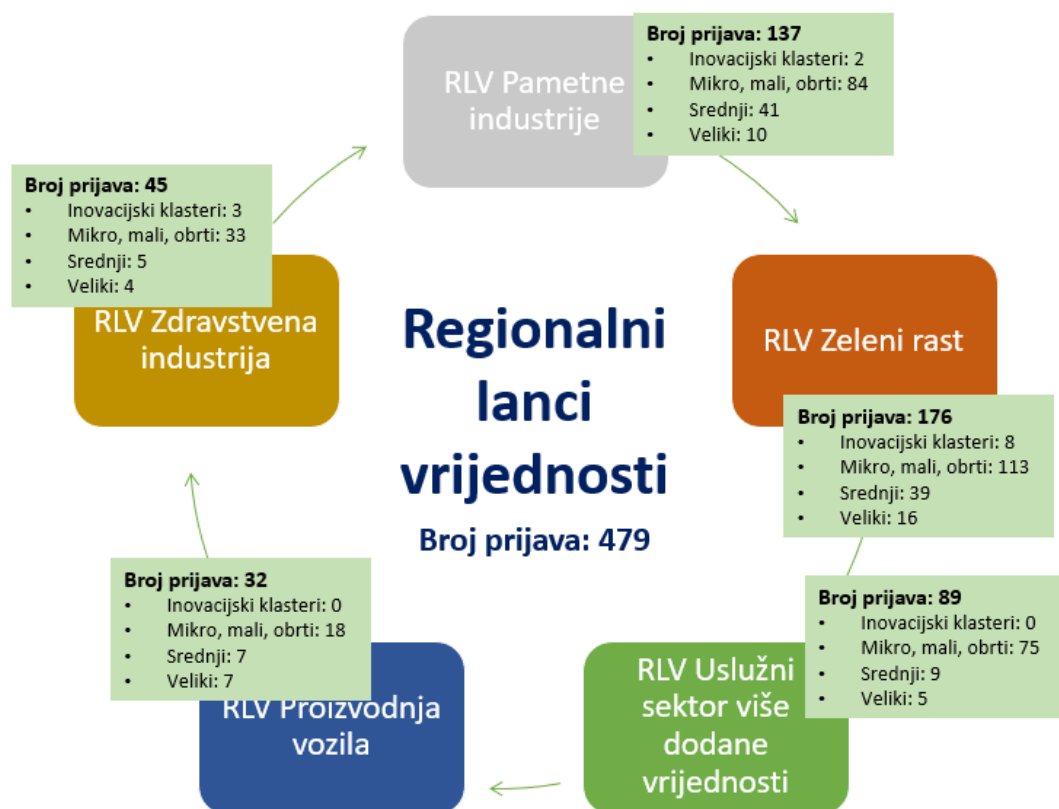 RLV Pametne
industrije
Broj prijava: 137
• Inovacijski klasteri: 2
• Mikro, mali, obrti: 84
• Srednji: 41
• Veliki: 10
RLV Zeleni rast
Broj prijava: 176
• Inovacijski klasteri: 8
• Mikro, mali, obrti: 113
• Srednji: 39
• Veliki: 16
RLV Uslužni
sektor više
dodane
vrijednosti
Broj prijava: 89
• Inovacijski klasteri: 0
• Mikro, mali, obrti: 75
• Srednji: 9
• Veliki: 5
RLV Proizvodnja
vozila
Broj prijava: 32
• Inovacijski klasteri: 0
• Mikro, mali, obrti: 18
• Srednji: 7
• Veliki: 7
RLV Zdravstvena
industrija
Broj prijava: 45
• Inovacijski klasteri: 3
• Mikro, mali, obrti: 33
• Srednji: 5
• Veliki: 4
Regionalni
lanci
vrijednosti
Broj prijava: 479